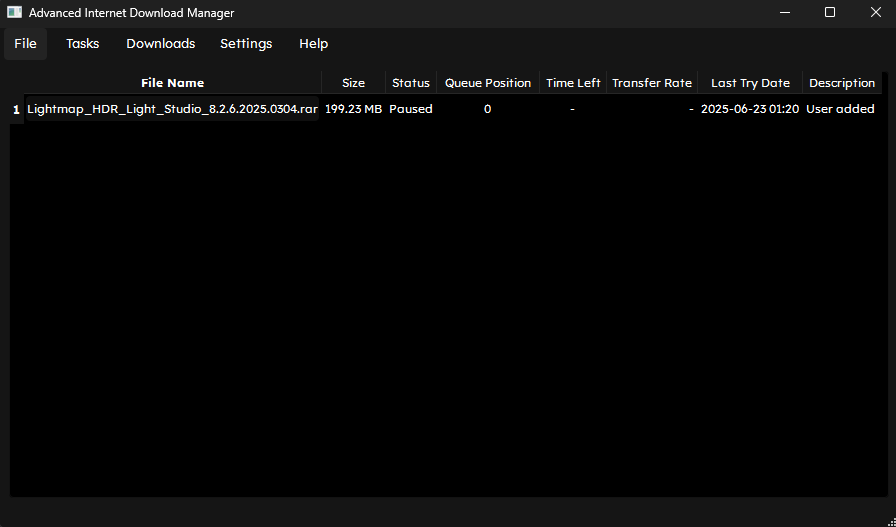 Advanced Internet Download Manager
File Tasks Downloads Settings Help
File Name Size Status Queue Position Time Left Transfer Rate Last Try Date Description
1 Lightmap_HDR_Light_Studio_8.2.6.2025.0304.rar 199.23 MB Paused 0 - - 2025-06-23 01:20 User added